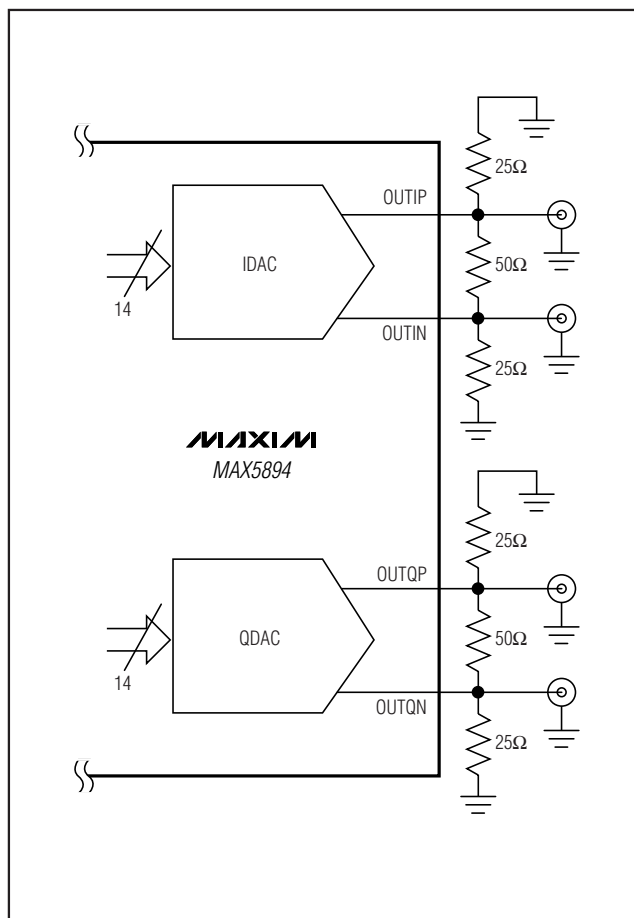 25Ω
OUTIP
IDAC
50Ω
14
OUTIN
25Ω
MAXIM
MAX5894
25Ω
OUTQP
QDAC
50Ω
14
OUTQN
25Ω